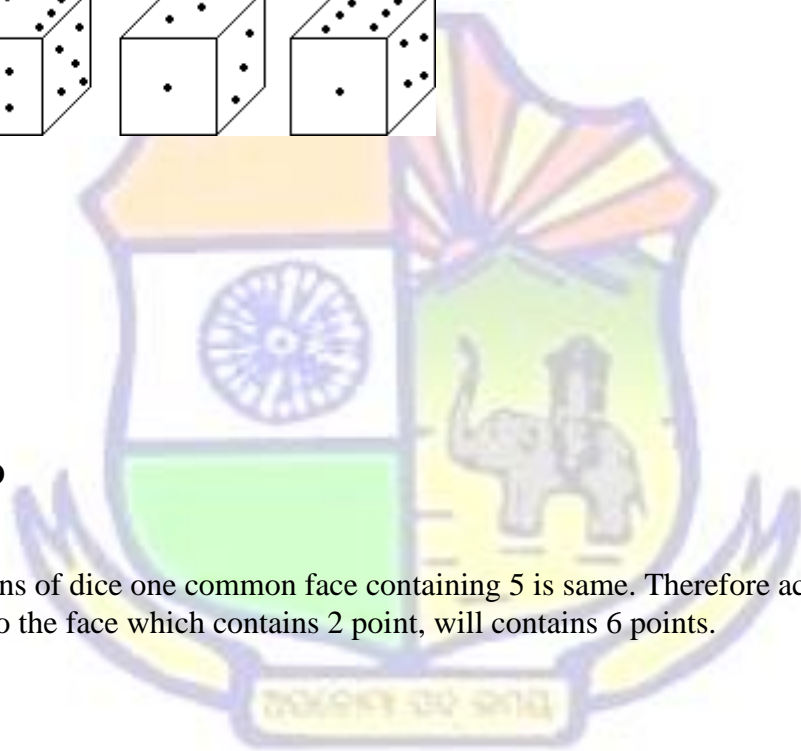 ns of dice one common face containing 5 is same. Therefore ac
o the face which contains 2 point, will contains 6 points.